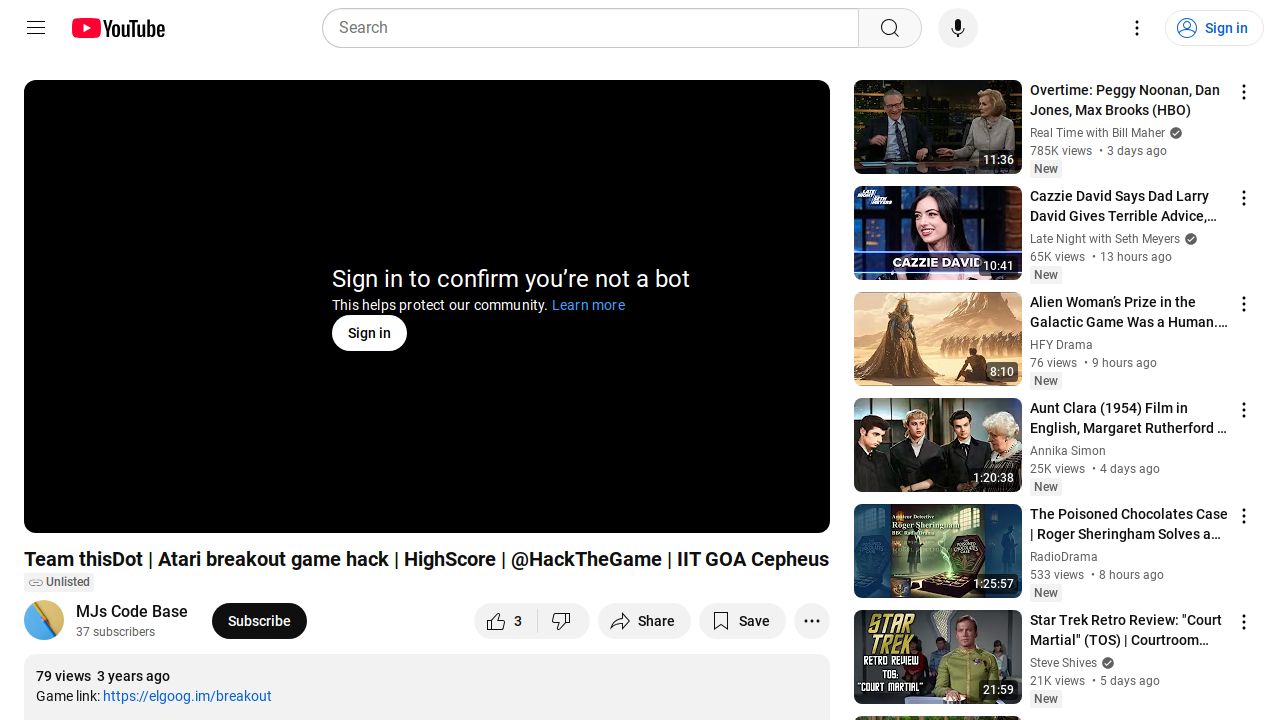 YouTube
Search
Sign in
Sign in to confirm you’re not a bot
This helps protect our community. Learn more
Sign in
Team thisDot | Atari breakout game hack | HighScore | @HackTheGame | IIT GOA Cepheus
Unlisted
MJs Code Base
37 subscribers
Subscribe
3
Share
Save
79 views 3 years ago
Game link: https://elgoog.im/breakout
11:36
Overtime: Peggy Noonan, Dan
Jones, Max Brooks (HBO)
Real Time with Bill Maher
785K views • 3 days ago
New
LATE NIGHT
SETH MEYERS
CAZZIE DAVID
10:41
Cazzie David Says Dad Larry
David Gives Terrible Advice,…
Late Night with Seth Meyers
65K views • 13 hours ago
New
8:10
Alien Woman’s Prize in the
Galactic Game Was a Human.…
HFY Drama
76 views • 9 hours ago
New
1:20:38
Aunt Clara (1954) Film in
English, Margaret Rutherford …
Annika Simon
25K views • 4 days ago
New
Amateur Detective
Roger Sheringham
BBC Radio Drama
1:25:57
The Poisoned Chocolates Case
| Roger Sheringham Solves a…
RadioDrama
533 views • 8 hours ago
New
STAR
TREK
RETRO REVIEW
TOS:
"COURT MARTIAL"
21:59
Star Trek Retro Review: "Court
Martial" (TOS) | Courtroom…
Steve Shives
21K views • 5 days ago
New